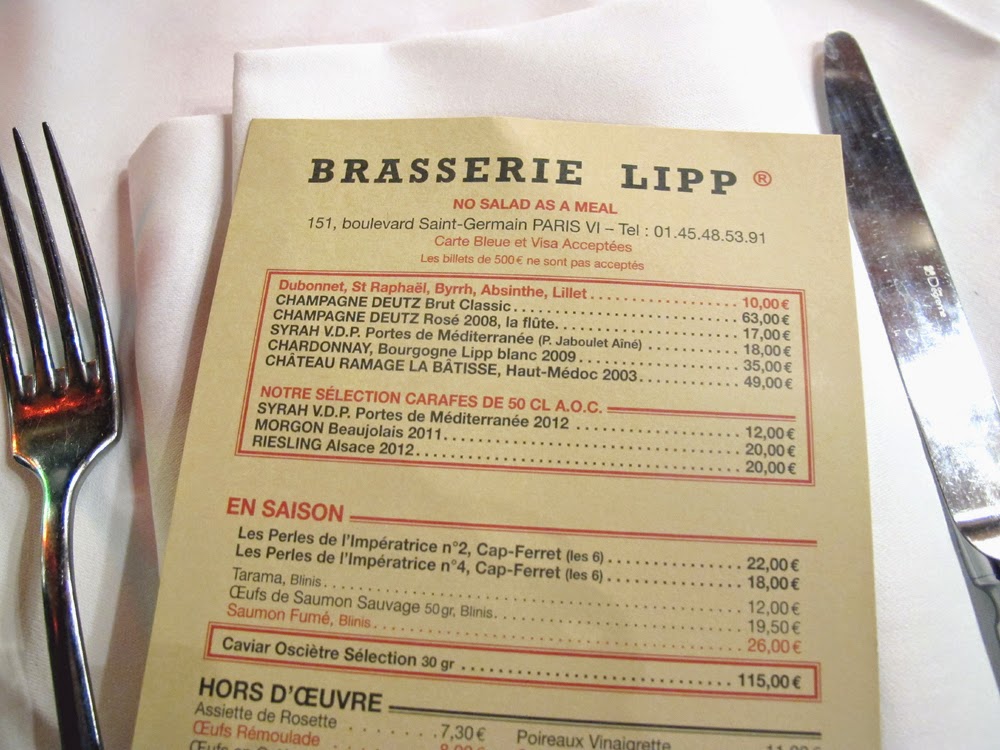 BRASSERIE LIPP ®
NO SALAD AS A MEAL
151, boulevard Saint-Germain PARIS VI – Tel : 01.45.48.53.91
Carte Bleue et Visa Acceptées
Les billets de 500 € ne sont pas acceptés
Dubonnet, St Raphaël, Byrrh, Absinthe, Lillet 10,00 €
CHAMPAGNE DEUTZ Brut Classic 63,00 €
CHAMPAGNE DEUTZ Rosé 2008, la flûte 17,00 €
SYRAH V.D.P. Portes de Méditerranée (P. Jaboulet Aîné) 18,00 €
CHARDONNAY, Bourgogne Lipp blanc 2009 35,00 €
CHÂTEAU RAMAGE LA BÂTISSE, Haut-Médoc 2003 49,00 €
NOTRE SÉLECTION CARAFES DE 50 CL A.O.C.
SYRAH V.D.P. Portes de Méditerranée 2012 12,00 €
MORGON Beaujolais 2011 20,00 €
RIESLING Alsace 2012 20,00 €
EN SAISON
Les Perles de l'Impératrice n°2, Cap-Ferret (les 6) 22,00 €
Les Perles de l'Impératrice n°4, Cap-Ferret (les 6) 18,00 €
Tarama, Blinis 12,00 €
Œufs de Saumon Sauvage 50 gr, Blinis 19,50 €
Saumon Fumé, Blinis 26,00 €
Caviar Osciètre Sélection 30 gr 115,00 €
HORS D'ŒUVRE
Assiette de Rosette 7,30 € Poireaux Vinaigrette
Œufs Rémoulade